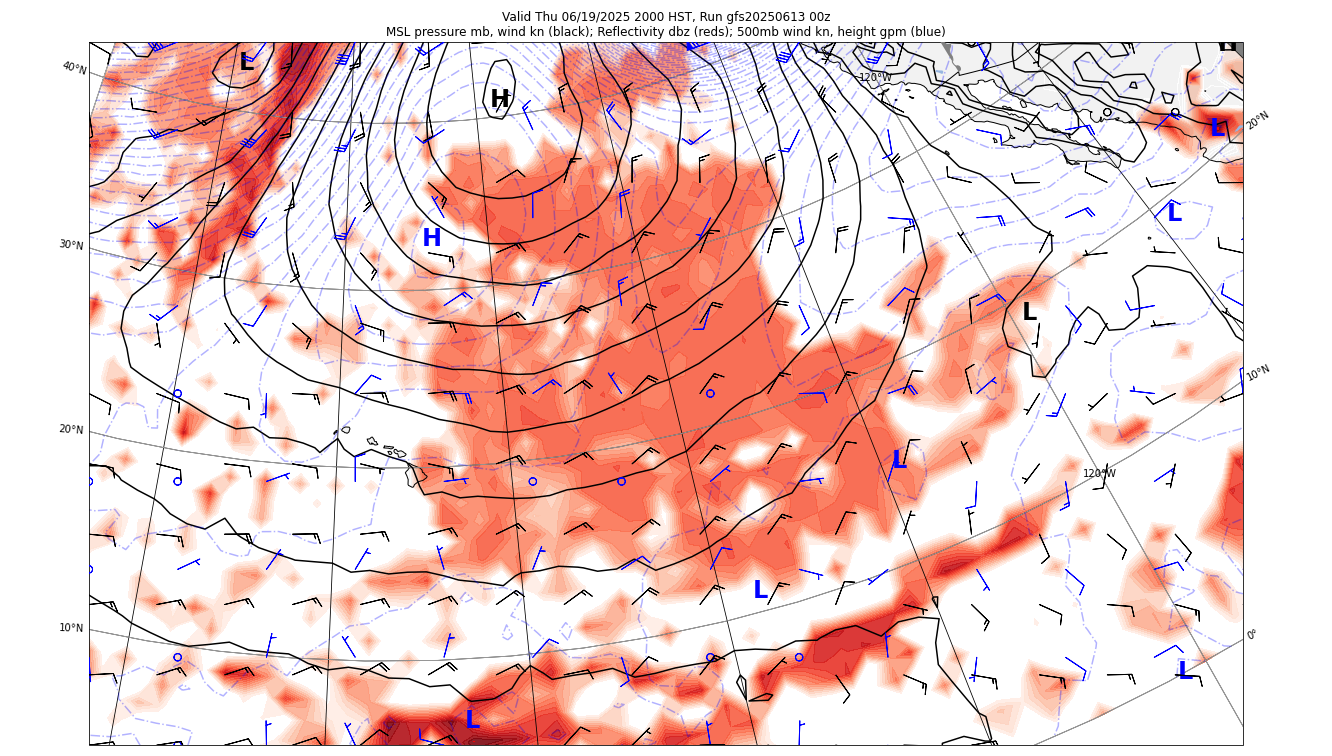 Valid Thu 06/19/2025 2000 HST, Run gfs20250613 00z
MSL pressure mb, wind kn (black); Reflectivity dbz (reds); 500mb wind kn, height gpm (blue)
H
L
40°N
H
120°W
20°N
L
L
H
30°N
L
10°N
20°N
L
120°W
L
10°N
0°
L
L